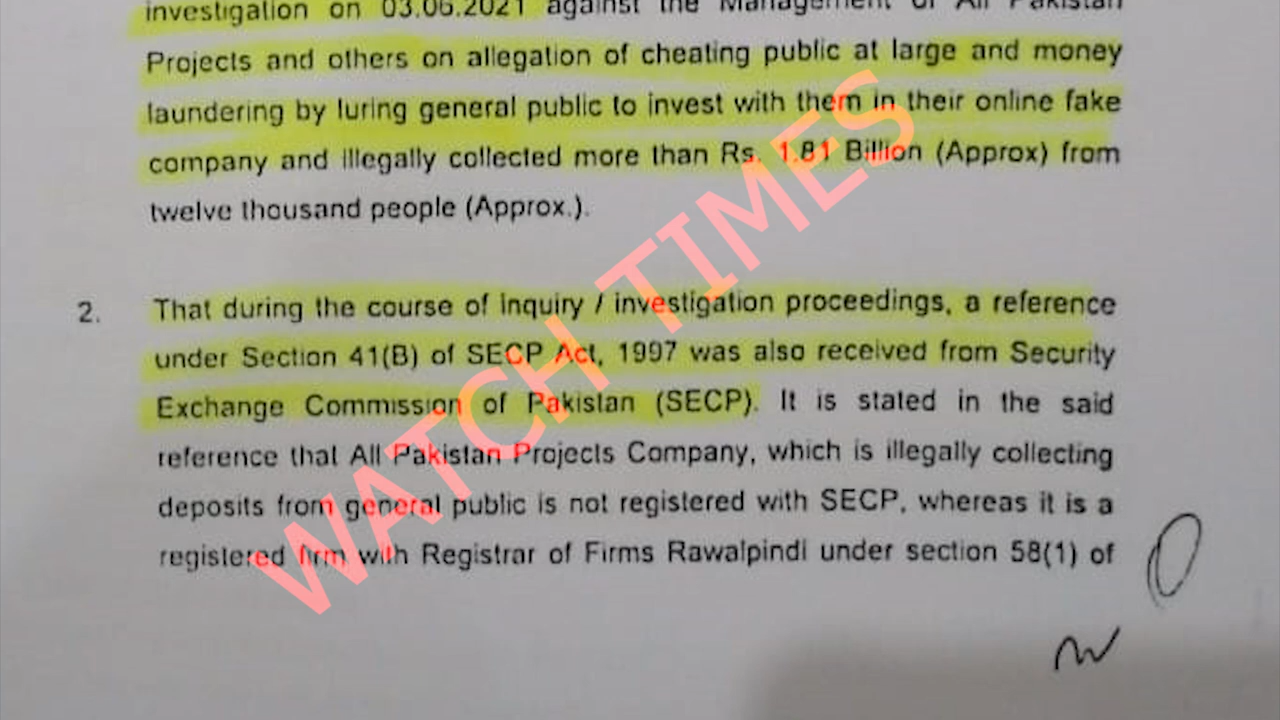 investigation on 03.06.2021 against the Management of All Pakistan
Projects and others on allegation of cheating public at large and money
laundering by luring general public to invest with them in their online fake
company and illegally collected more than Rs. 1.81 Billion (Approx) from
twelve thousand people (Approx.).
2. That during the course of inquiry / investigation proceedings, a reference
under Section 41(B) of SECP Act, 1997 was also received from Security
Exchange Commission of Pakistan (SECP). It is stated in the said
reference that All Pakistan Projects Company, which is illegally collecting
deposits from general public is not registered with SECP, whereas it is a
registered firm with Registrar of Firms Rawalpindi under section 58(1) of
WATCH TIMES